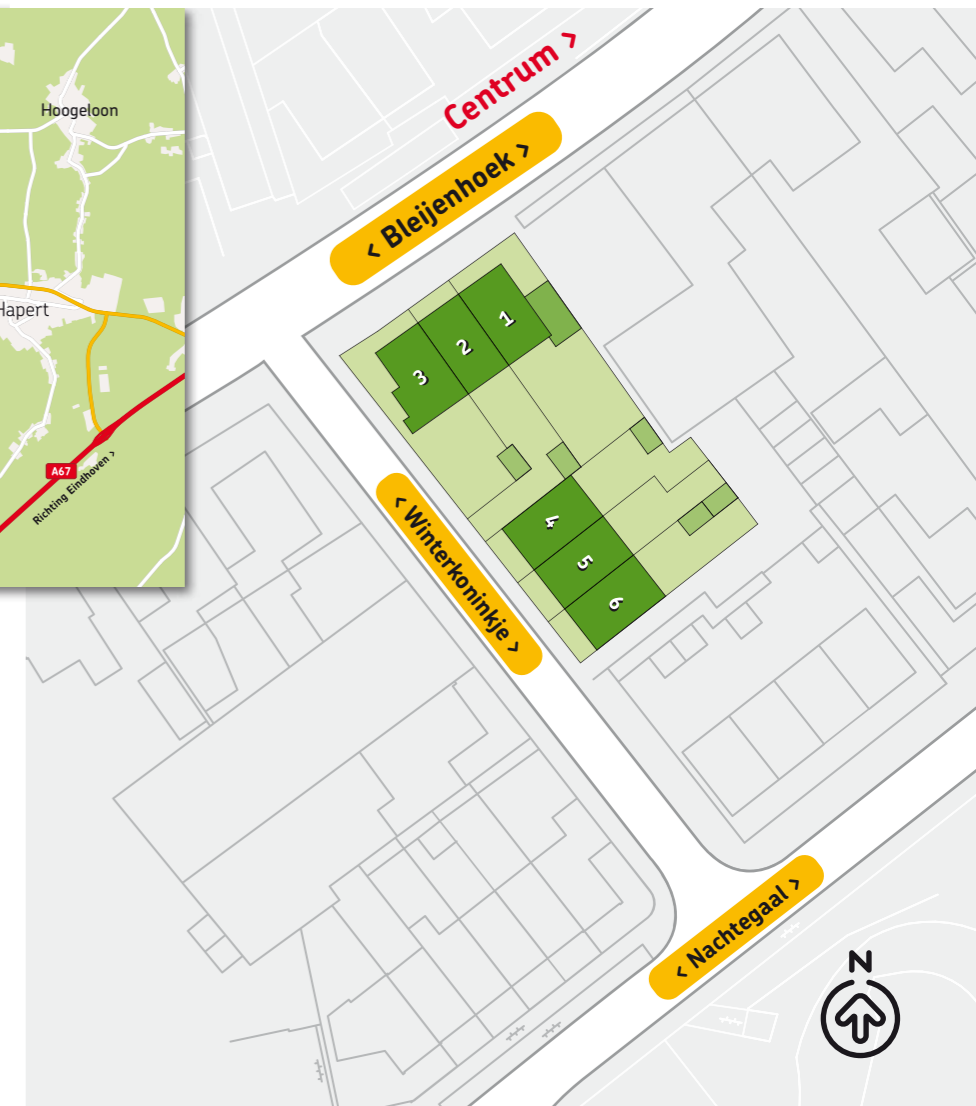 Hoogeloon
Hapert
A67
Richting Eindhoven >
Centrum >
< Bleijenhoek >
1
2
3
< Winterkoninkje >
4
5
6
< Nachtegaal >
N